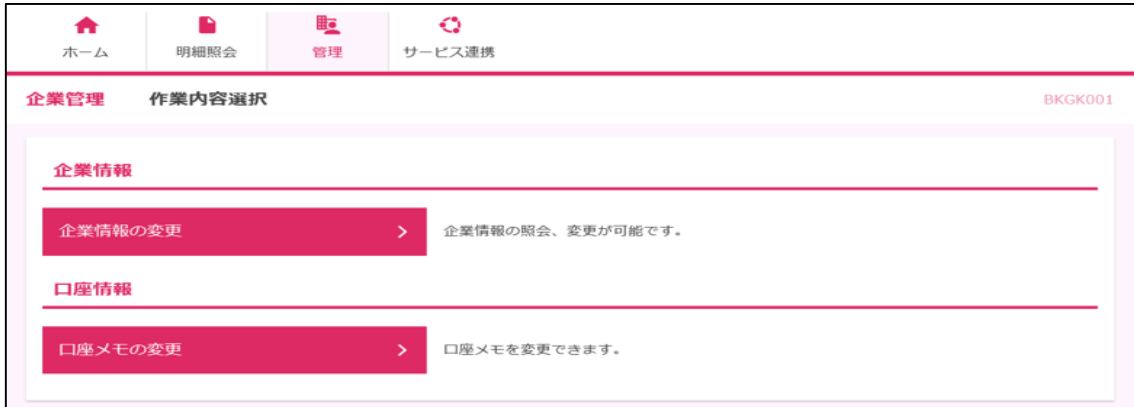 ホーム 明細照会 管理 サービス連携
企業管理 作業内容選択 BKGK001
企業情報
企業情報の変更 企業情報の照会、変更が可能です。
口座情報
口座メモの変更 口座メモを変更できます。